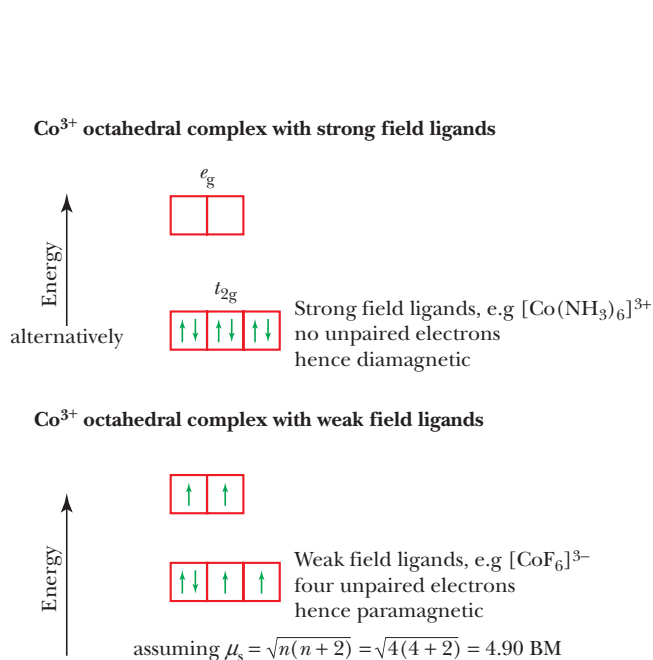 Co³⁺ octahedral complex with strong field ligands
e_g
Energy
alternatively
t_2g
↑↓ ↑↓ ↑↓
Strong field ligands, e.g [Co(NH₃)₆]³⁺
no unpaired electrons
hence diamagnetic
Co³⁺ octahedral complex with weak field ligands
↑ ↑
Energy
↑↓ ↑ ↑
Weak field ligands, e.g [CoF₆]³⁻
four unpaired electrons
hence paramagnetic
assuming μₛ = √n(n + 2) = √4(4 + 2) = 4.90 BM